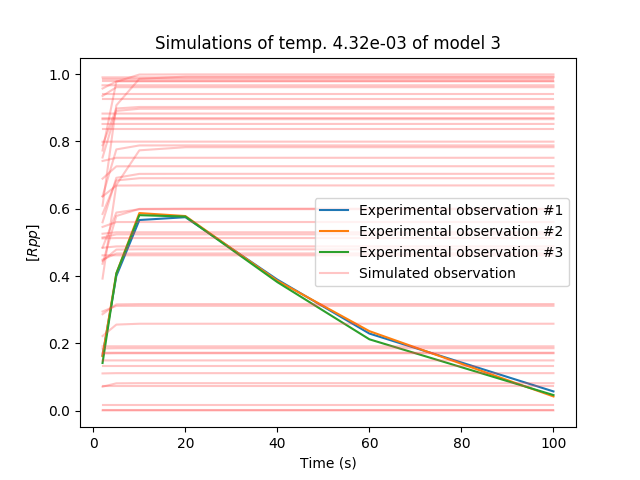 Simulations of temp. 4.32e-03 of model 3
1.0
0.8
0.6
0.4
0.2
0.0
[Rpp]
Experimental observation #1
Experimental observation #2
Experimental observation #3
Simulated observation
0 20 40 60 80 100
Time (s)